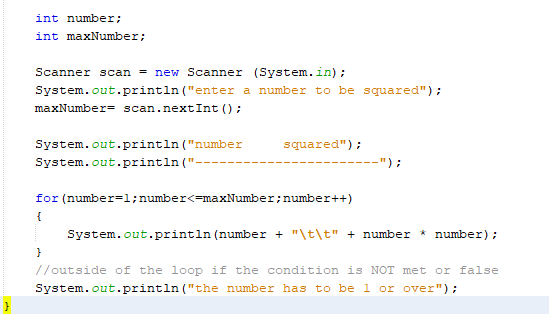 int number;
int maxNumber;
Scanner scan = new Scanner (System.in);
System.out.println("enter a number to be squared");
maxNumber= scan.nextInt();
System.out.println("number     squared");
System.out.println("-----------------------");
for(number=1;number<=maxNumber;number++)
{
    System.out.println(number + "\t\t" + number * number);
}
//outside of the loop if the condition is NOT met or false
System.out.println("the number has to be 1 or over");
}